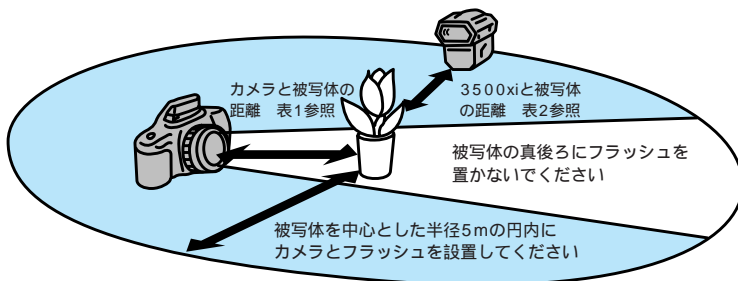 カメラと被写体の
距離　表1参照
3500xiと被写体
の距離　表2参照
被写体の真後ろにフラッシュを
置かないでください
被写体を中心とした半径5mの円内に
カメラとフラッシュを設置してください